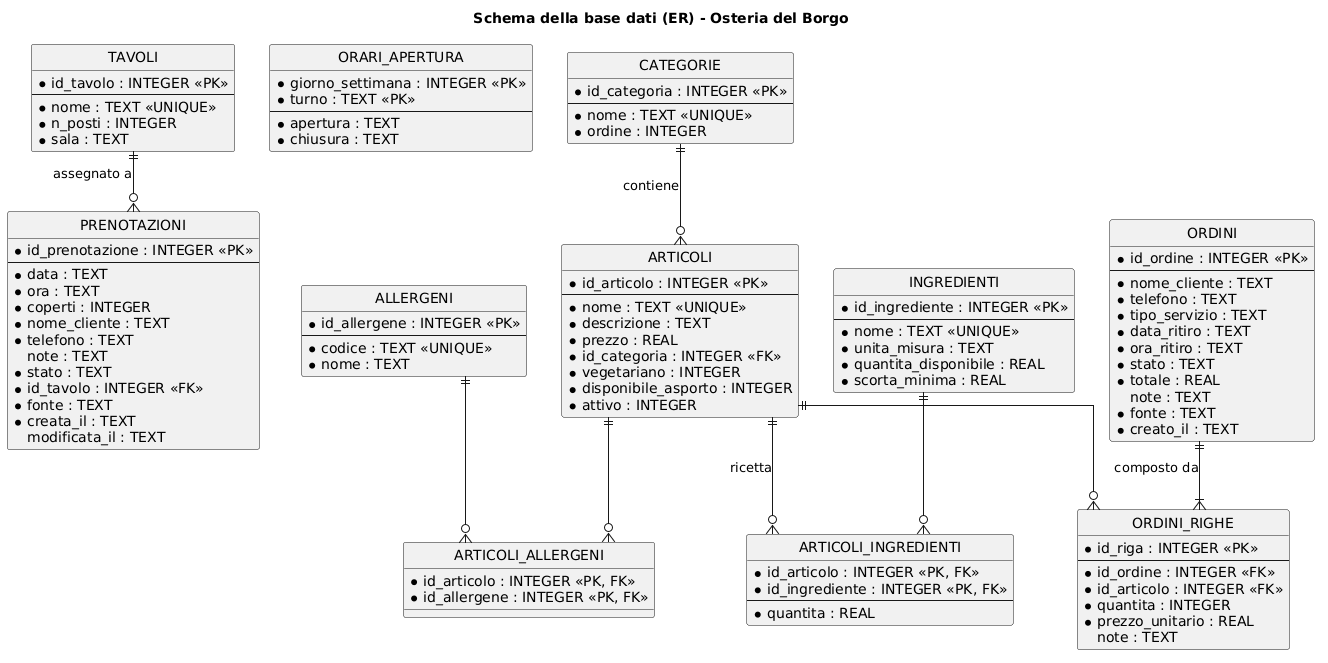 Schema della base dati (ER) - Osteria del Borgo
TAVOLI
id_tavolo : INTEGER «PK»
nome : TEXT «UNIQUE»
n_posti : INTEGER
sala : TEXT
ORARI_APERTURA
giorno_settimana : INTEGER «PK»
turno : TEXT «PK»
apertura : TEXT
chiusura : TEXT
CATEGORIE
id_categoria : INTEGER «PK»
nome : TEXT «UNIQUE»
ordine : INTEGER
assegnato a
contiene
PRENOTAZIONI
id_prenotazione : INTEGER «PK»
data : TEXT
ora : TEXT
coperti : INTEGER
nome_cliente : TEXT
telefono : TEXT
note : TEXT
stato : TEXT
id_tavolo : INTEGER «FK»
fonte : TEXT
creata_il : TEXT
modificata_il : TEXT
ALLERGENI
id_allergene : INTEGER «PK»
codice : TEXT «UNIQUE»
nome : TEXT
ARTICOLI
id_articolo : INTEGER «PK»
nome : TEXT «UNIQUE»
descrizione : TEXT
prezzo : REAL
id_categoria : INTEGER «FK»
vegetariano : INTEGER
disponibile_asporto : INTEGER
attivo : INTEGER
INGREDIENTI
id_ingrediente : INTEGER «PK»
nome : TEXT «UNIQUE»
unita_misura : TEXT
quantita_disponibile : REAL
scorta_minima : REAL
ORDINI
id_ordine : INTEGER «PK»
nome_cliente : TEXT
telefono : TEXT
tipo_servizio : TEXT
data_ritiro : TEXT
ora_ritiro : TEXT
stato : TEXT
totale : REAL
note : TEXT
fonte : TEXT
creato_il : TEXT
ricetta
composto da
ARTICOLI_ALLERGENI
id_articolo : INTEGER «PK, FK»
id_allergene : INTEGER «PK, FK»
ARTICOLI_INGREDIENTI
id_articolo : INTEGER «PK, FK»
id_ingrediente : INTEGER «PK, FK»
quantita : REAL
ORDINI_RIGHE
id_riga : INTEGER «PK»
id_ordine : INTEGER «FK»
id_articolo : INTEGER «FK»
quantita : INTEGER
prezzo_unitario : REAL
note : TEXT